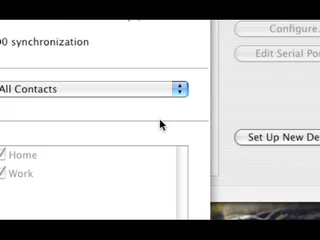 00 synchronization
All Contacts
Home
Work
Configure.
Edit Serial Po
Set Up New De